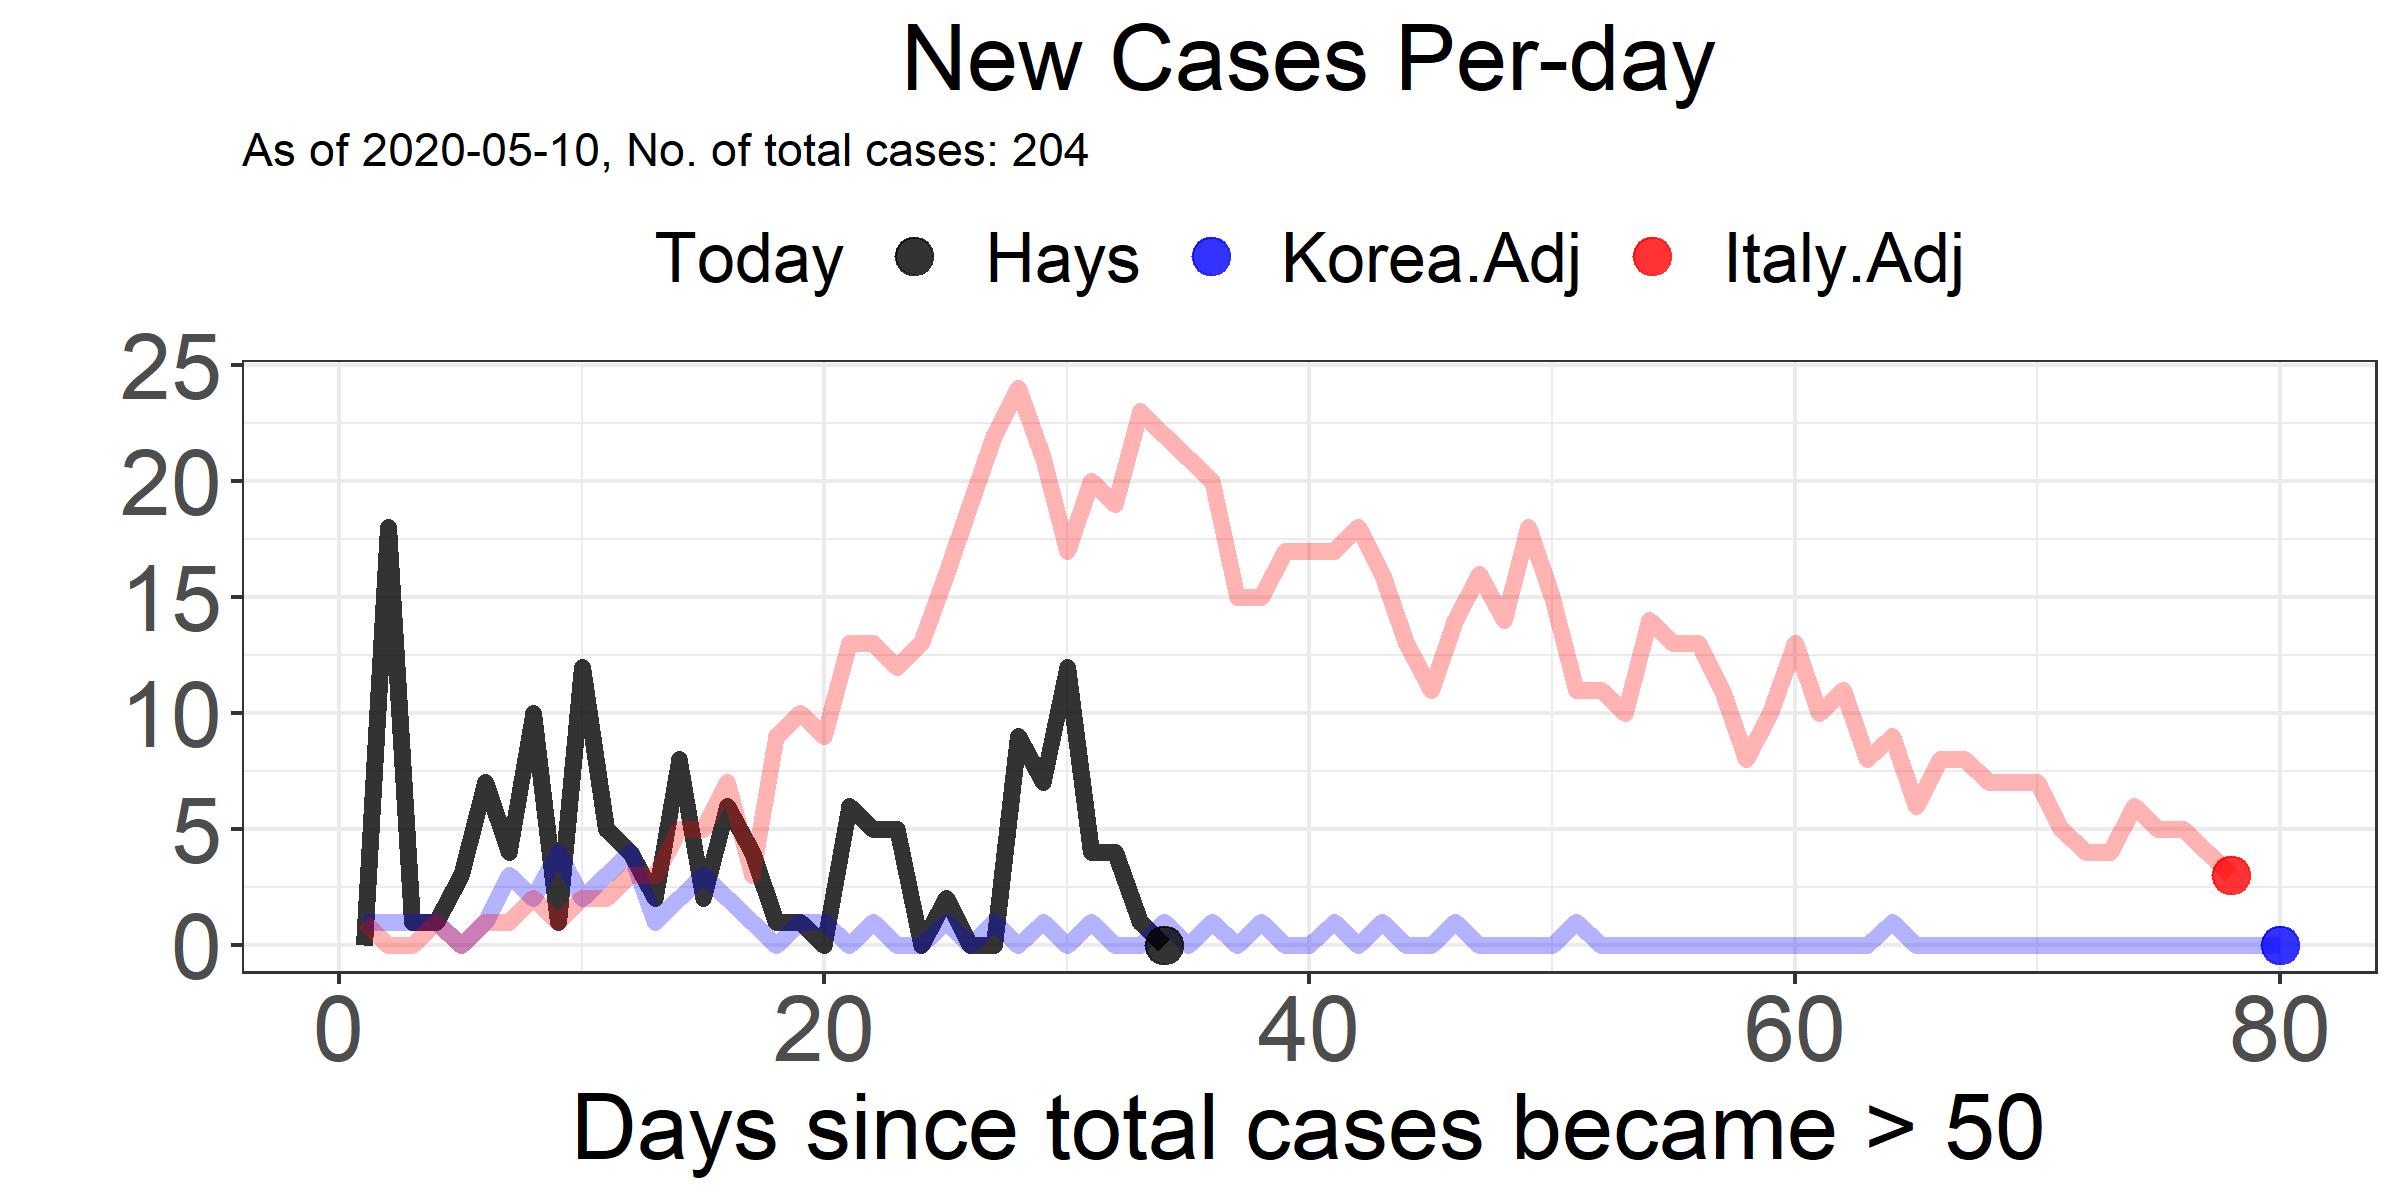 New Cases Per-day
As of 2020-05-10, No. of total cases: 204
Today Hays Korea.Adj Italy.Adj
25
20
15
10
5
0
0 20 40 60 80
Days since total cases became > 50